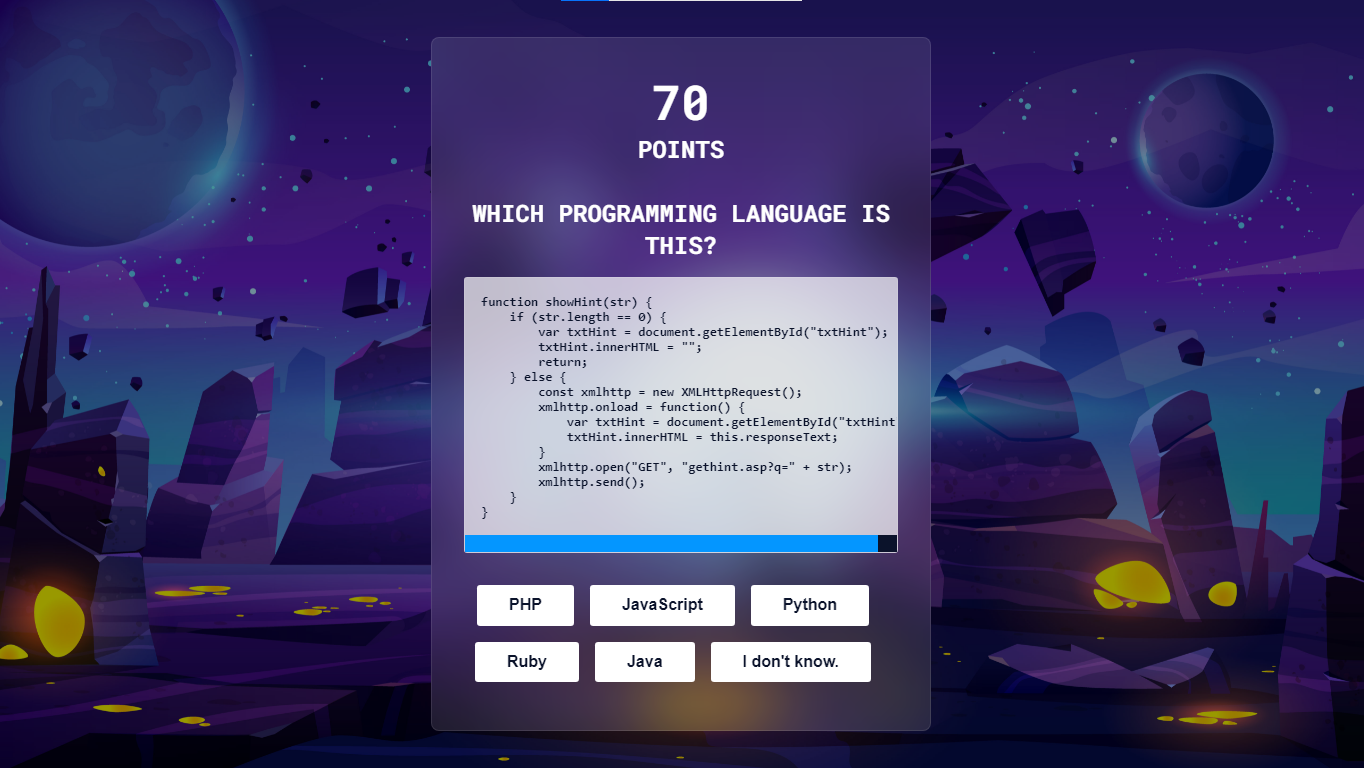 70
POINTS
WHICH PROGRAMMING LANGUAGE IS
THIS?
function showHint(str) {
    if (str.length == 0) {
        var txtHint = document.getElementById("txtHint");
        txtHint.innerHTML = "";
        return;
    } else {
        const xmlhttp = new XMLHttpRequest();
        xmlhttp.onload = function() {
            var txtHint = document.getElementById("txtHint
            txtHint.innerHTML = this.responseText;
        }
        xmlhttp.open("GET", "gethint.asp?q=" + str);
        xmlhttp.send();
    }
}
PHP JavaScript Python
Ruby Java I don't know.